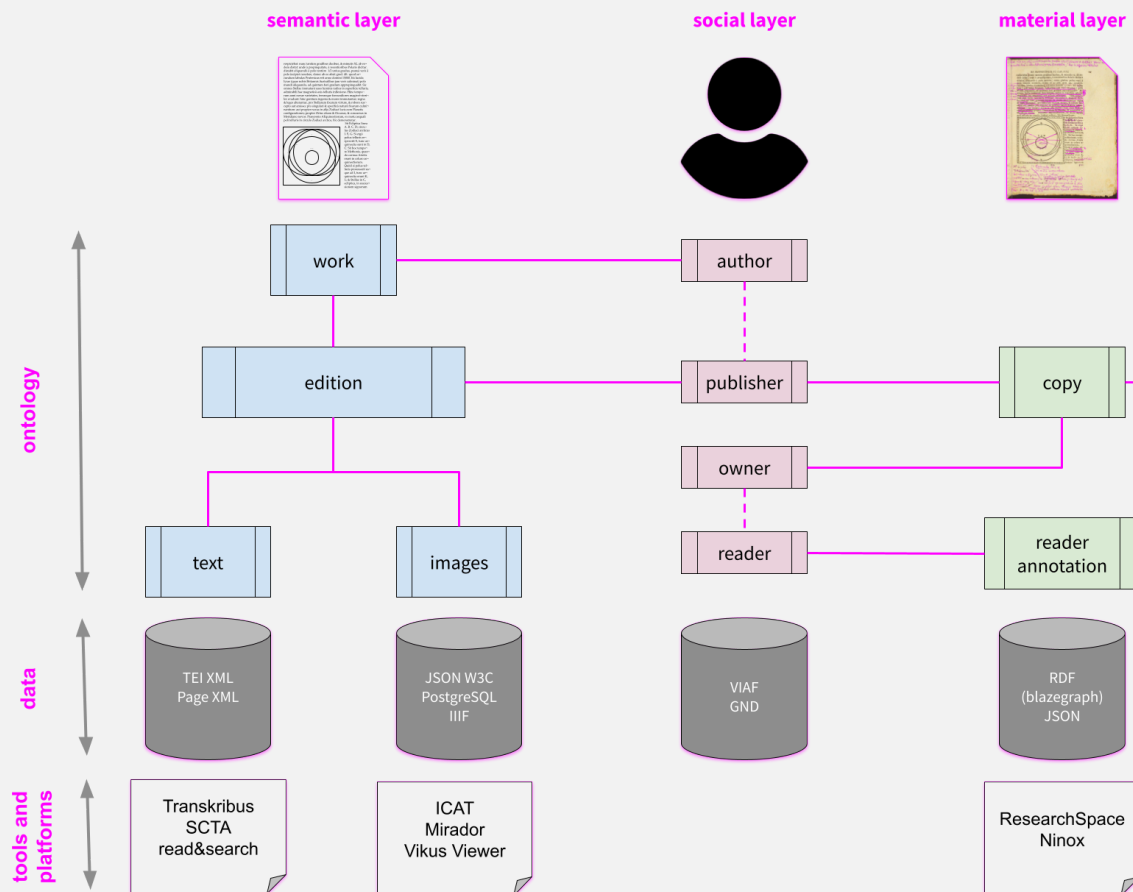 semantic layer
social layer
material layer
work
author
edition
publisher
copy
owner
text
images
reader
reader
annotation
ontology
data
TEI XML
Page XML
JSON W3C
PostgreSQL
IIIF
VIAF
GND
RDF
(blazegraph)
JSON
tools and
platforms
Transkribus
SCTA
read&search
ICAT
Mirador
Vikus Viewer
ResearchSpace
Ninox